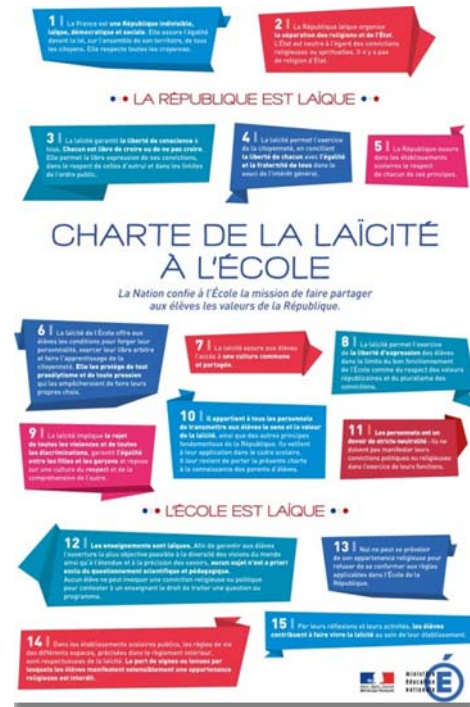 1 | La France est une République indivisible,
laïque, démocratique et sociale. Elle assure l'égalité
devant la loi, sur l'ensemble de son territoire, de tous
les citoyens. Elle respecte toutes les croyances.
2 | La République laïque organise
la séparation des religions et de l'État.
L'État est neutre à l'égard des convictions
religieuses ou spirituelles. Il n'y a pas
de religion d'État.
• • LA RÉPUBLIQUE EST LAÏQUE • •
3 | La laïcité garantit la liberté de conscience à
tous. Chacun est libre de croire ou de ne pas croire.
Elle permet la libre expression de ses convictions,
dans le respect de celles d'autrui et dans les limites
de l'ordre public.
4 | La laïcité permet l'exercice
de la citoyenneté, en conciliant
la liberté de chacun avec l'égalité
et la fraternité de tous dans le
souci de l'intérêt général.
5 | La République assure
dans les établissements
scolaires le respect
de chacun de ces principes.
CHARTE DE LA LAÏCITÉ
À L'ÉCOLE
La Nation confie à l'École la mission de faire partager
aux élèves les valeurs de la République.
6 | La laïcité de l'École offre aux
élèves les conditions pour forger leur
personnalité, exercer leur libre arbitre
et faire l'apprentissage de la
citoyenneté. Elle les protège de tout
prosélytisme et de toute pression
qui les empêcheraient de faire leurs
propres choix.
7 | La laïcité assure aux élèves
l'accès à une culture commune
et partagée.
8 | La laïcité permet l'exercice
de la liberté d'expression des élèves
dans la limite du bon fonctionnement
de l'École comme du respect des valeurs
républicaines et du pluralisme des
convictions.
9 | La laïcité implique le rejet
de toutes les violences et de toutes
les discriminations, garantit l'égalité
entre les filles et les garçons et repose
sur une culture du respect et de la
compréhension de l'autre.
10 | Il appartient à tous les personnels
de transmettre aux élèves le sens et la valeur
de la laïcité, ainsi que des autres principes
fondamentaux de la République. Ils veillent
à leur application dans le cadre scolaire.
Il leur revient de porter la présente charte
à la connaissance des parents d'élèves.
11 | Les personnels ont un
devoir de stricte neutralité : ils ne
doivent pas manifester leurs
convictions politiques ou religieuses
dans l'exercice de leurs fonctions.
• • L'ÉCOLE EST LAÏQUE • •
12 | Les enseignements sont laïques. Afin de garantir aux élèves
l'ouverture la plus objective possible à la diversité des visions du monde
ainsi qu'à l'étendue et à la précision des savoirs, aucun sujet n'est a priori
exclu du questionnement scientifique et pédagogique.
Aucun élève ne peut invoquer une conviction religieuse ou politique
pour contester à un enseignant le droit de traiter une question au
programme.
13 | Nul ne peut se prévaloir
de son appartenance religieuse pour
refuser de se conformer aux règles
applicables dans l'École de la
République.
14 | Dans les établissements scolaires publics, les règles de vie
des différents espaces, précisées dans le règlement intérieur,
sont respectueuses de la laïcité. Le port de signes ou tenues par
lesquels les élèves manifestent ostensiblement une appartenance
religieuse est interdit.
15 | Par leurs réflexions et leurs activités, les élèves
contribuent à faire vivre la laïcité au sein de leur établissement.
ministère
éducation
nationale
É